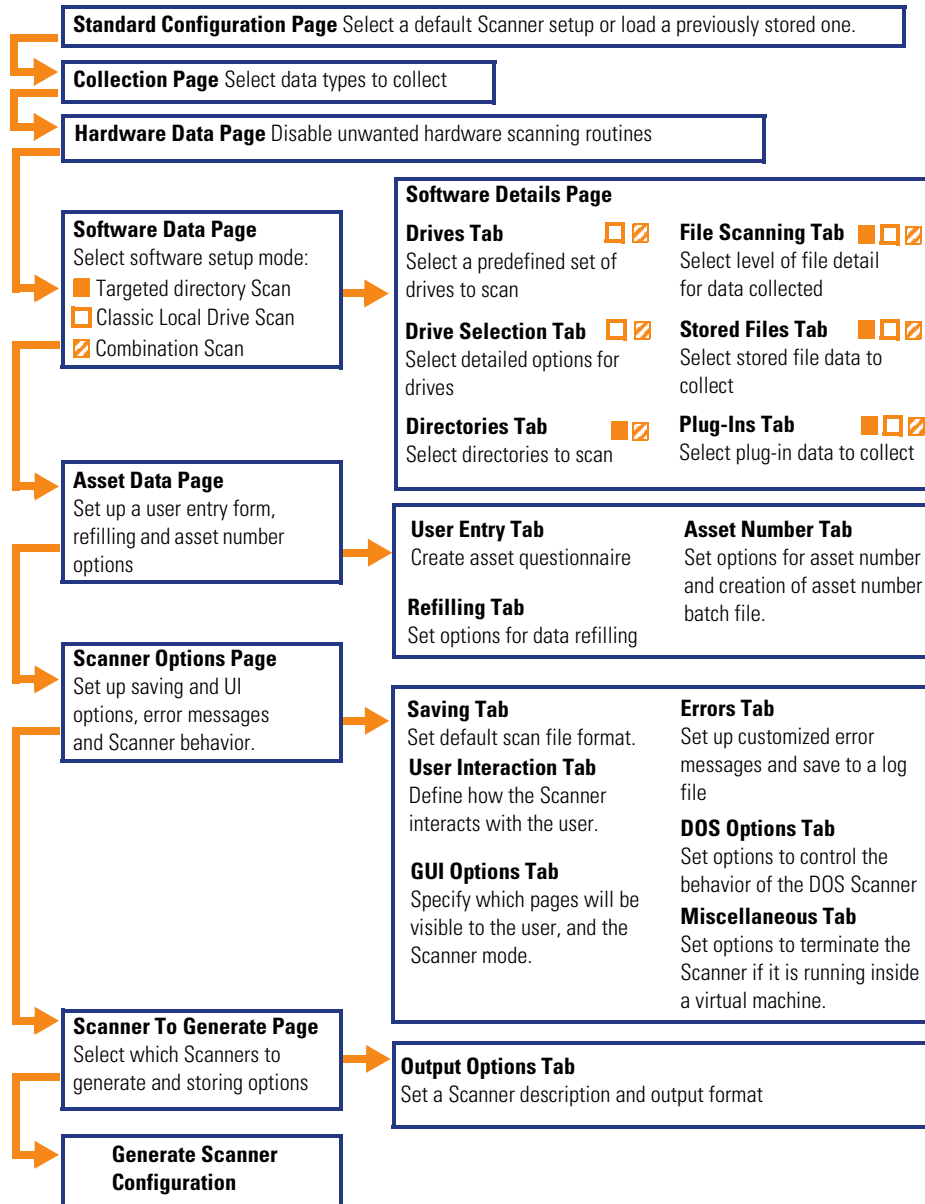 Standard Configuration Page Select a default Scanner setup or load a previously stored one.
Collection Page Select data types to collect
Hardware Data Page Disable unwanted hardware scanning routines
Software Data Page
Select software setup mode:
Targeted directory Scan
Classic Local Drive Scan
Combination Scan
Software Details Page
Drives Tab
Select a predefined set of
drives to scan
Drive Selection Tab
Select detailed options for
drives
Directories Tab
Select directories to scan
File Scanning Tab
Select level of file detail
for data collected
Stored Files Tab
Select stored file data to
collect
Plug-Ins Tab
Select plug-in data to collect
Asset Data Page
Set up a user entry form,
refilling and asset number
options
User Entry Tab
Create asset questionnaire
Refilling Tab
Set options for data refilling
Asset Number Tab
Set options for asset number
and creation of asset number
batch file.
Scanner Options Page
Set up saving and UI
options, error messages
and Scanner behavior.
Saving Tab
Set default scan file format.
User Interaction Tab
Define how the Scanner
interacts with the user.
GUI Options Tab
Specify which pages will be
visible to the user, and the
Scanner mode.
Errors Tab
Set up customized error
messages and save to a log
file
DOS Options Tab
Set options to control the
behavior of the DOS Scanner
Miscellaneous Tab
Set options to terminate the
Scanner if it is running inside
a virtual machine.
Scanner To Generate Page
Select which Scanners to
generate and storing options
Output Options Tab
Set a Scanner description and output format
Generate Scanner
Configuration